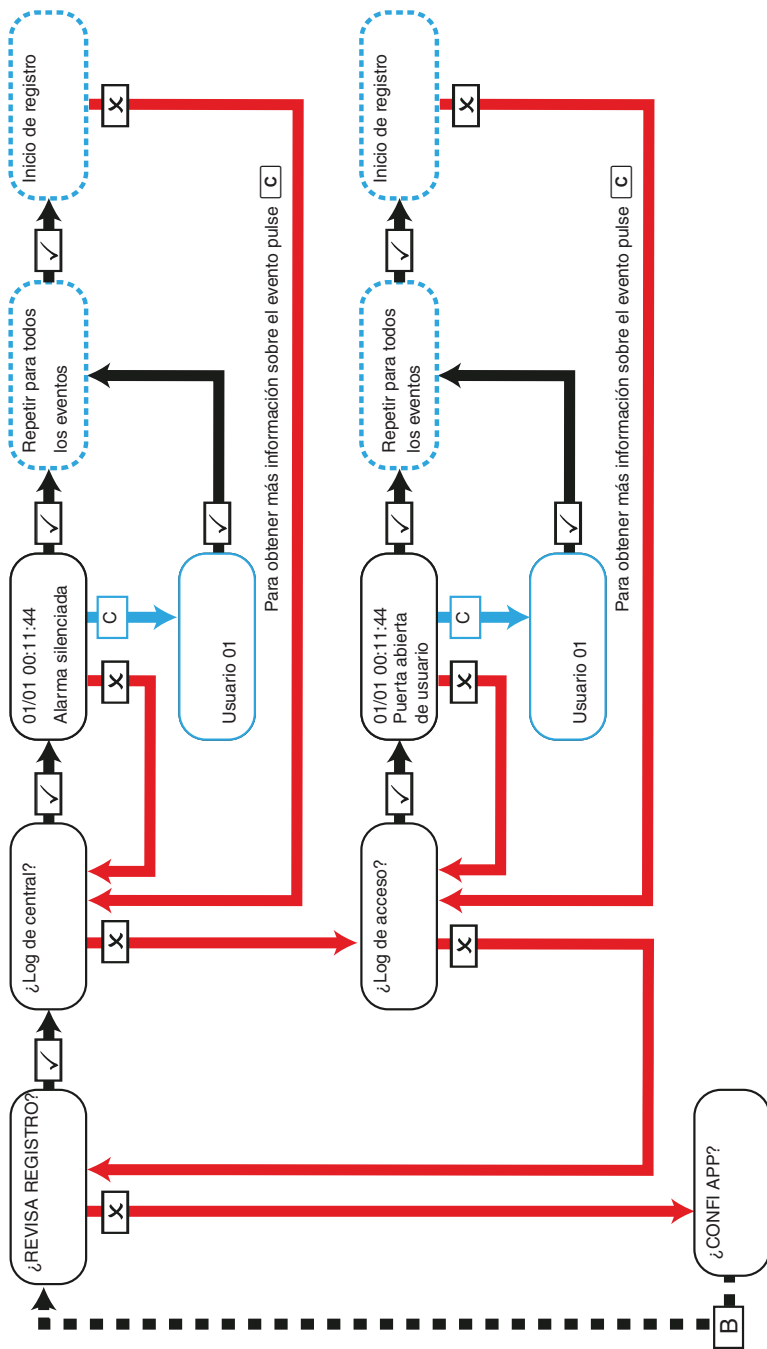 ¿REVISA REGISTRO?
✓
¿Log de central?
✓
01/01 00:11:44
Alarma silenciada
✓
Repetir para todos
los eventos
✓
Inicio de registro
X
X
X
C
X
Usuario 01
✓
Para obtener más información sobre el evento pulse C
¿Log de acceso?
✓
01/01 00:11:44
Puerta abierta
de usuario
✓
Repetir para todos
los eventos
✓
Inicio de registro
X
X
C
X
Usuario 01
✓
Para obtener más información sobre el evento pulse C
¿CONFI APP?
B